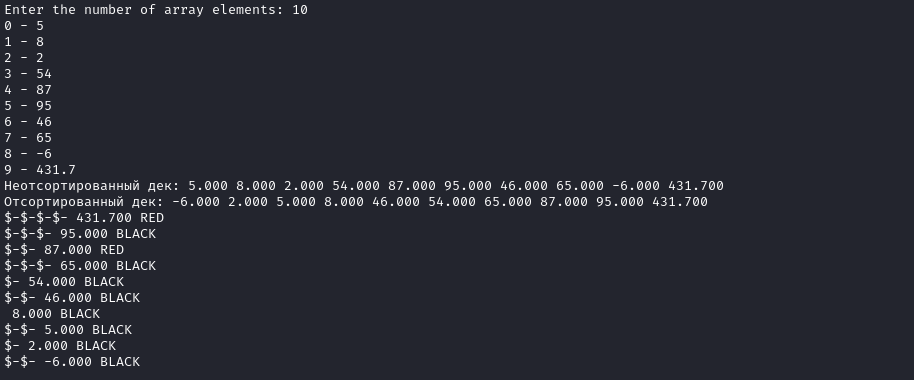 Enter the number of array elements: 10
0 - 5
1 - 8
2 - 2
3 - 54
4 - 87
5 - 95
6 - 46
7 - 65
8 - -6
9 - 431.7
Неотсортированный дек: 5.000 8.000 2.000 54.000 87.000 95.000 46.000 65.000 -6.000 431.700
Отсортированный дек: -6.000 2.000 5.000 8.000 46.000 54.000 65.000 87.000 95.000 431.700
$-$-$-$- 431.700 RED
$-$-$- 95.000 BLACK
$-$- 87.000 RED
$-$-$- 65.000 BLACK
$- 54.000 BLACK
$-$- 46.000 BLACK
 8.000 BLACK
$-$- 5.000 BLACK
$- 2.000 BLACK
$-$- -6.000 BLACK